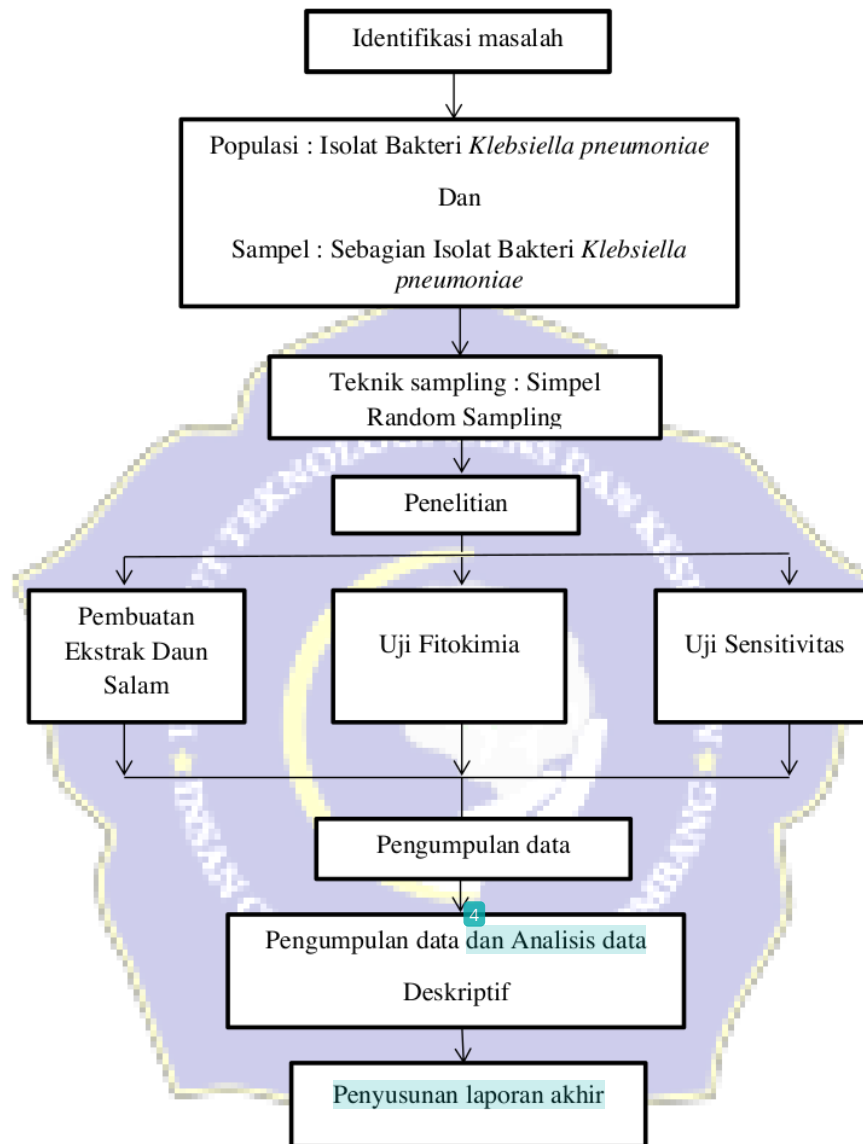 Identifikasi masalah
Populasi : Isolat Bakteri Klebsiella pneumoniae
Dan
Sampel : Sebagian Isolat Bakteri Klebsiella
pneumoniae
Teknik sampling : Simpel
Random Sampling
Penelitian
Pembuatan
Ekstrak Daun
Salam
Uji Fitokimia
Uji Sensitivitas
Pengumpulan data
4
Pengumpulan data dan Analisis data
Deskriptif
Penyusunan laporan akhir
TEKNOLOGI
DAN